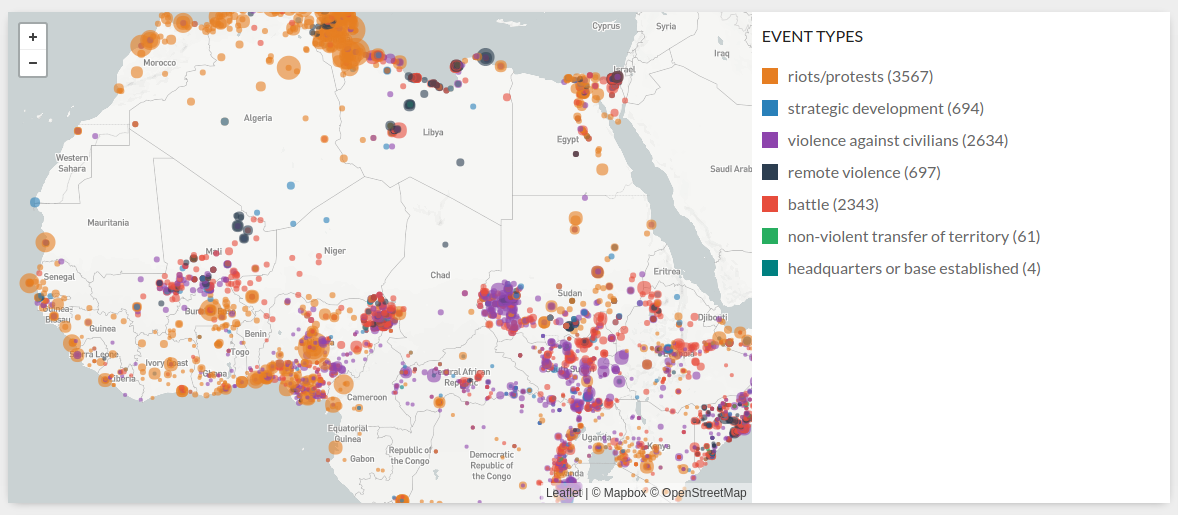 +
−
Cyprus
Syria
Iraq
Israel
Morocco
Algeria
Libya
Egypt
Western
Sahara
Saudi Arab
Mauritania
Mali
Niger
Chad
Sudan
Eritrea
Senegal
Guinea-
Bissau
Guinea
Benin
Togo
Ghana
Ivory Coast
Liberia
Djibouti
Cameroon
Central African
Equatorial
Guinea
Gabon
Republic of
the Congo
Democratic
Republic of
the Congo
Uganda
Kenya
Leaflet | © Mapbox © OpenStreetMap
EVENT TYPES
riots/protests (3567)
strategic development (694)
violence against civilians (2634)
remote violence (697)
battle (2343)
non-violent transfer of territory (61)
headquarters or base established (4)